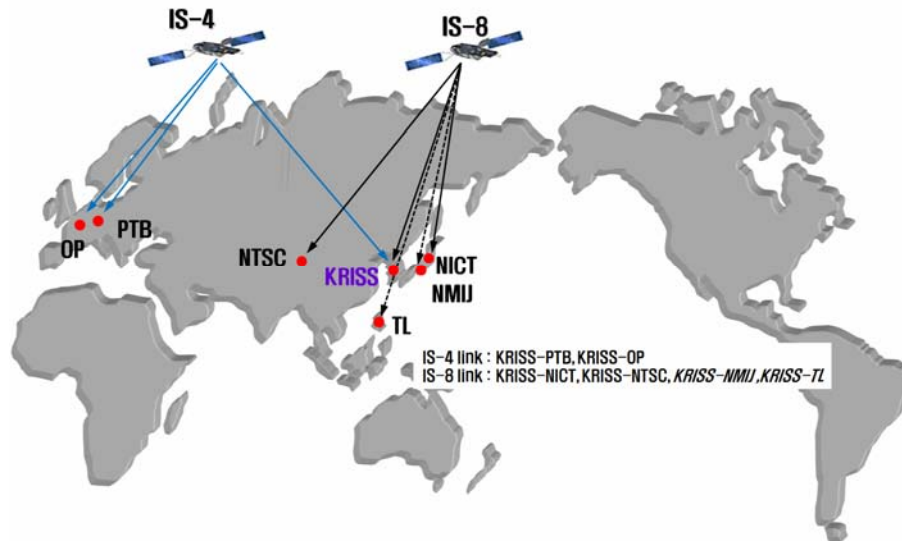 IS-4
IS-8
PTB
OP
NTSC
KRISS
NICT
NMIJ
TL
IS-4 link : KRISS-PTB, KRISS-OP
IS-8 link : KRISS-NICT, KRISS-NTSC, KRISS-NMIJ, KRISS-TL